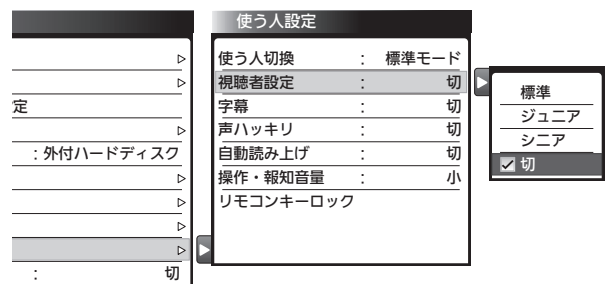 定
：外付ハードディスク
： 切
使う人設定
使う人切換 ： 標準モード
視聴者設定 ： 切
字幕 ： 切
声ハッキリ ： 切
自動読み上げ ： 切
操作・報知音量 ： 小
リモコンキーロック
標準
ジュニア
シニア
切